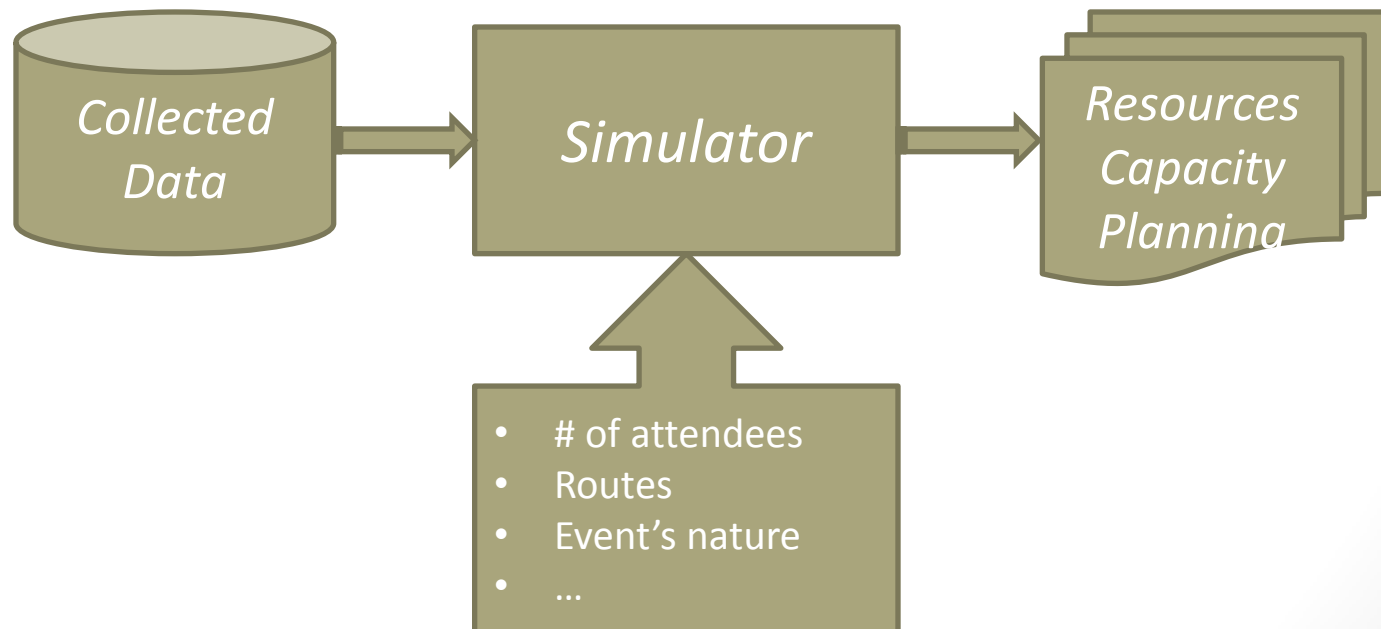 Collected
Data
Simulator
Resources
Capacity
Planning
• # of attendees
• Routes
• Event’s nature
• ...